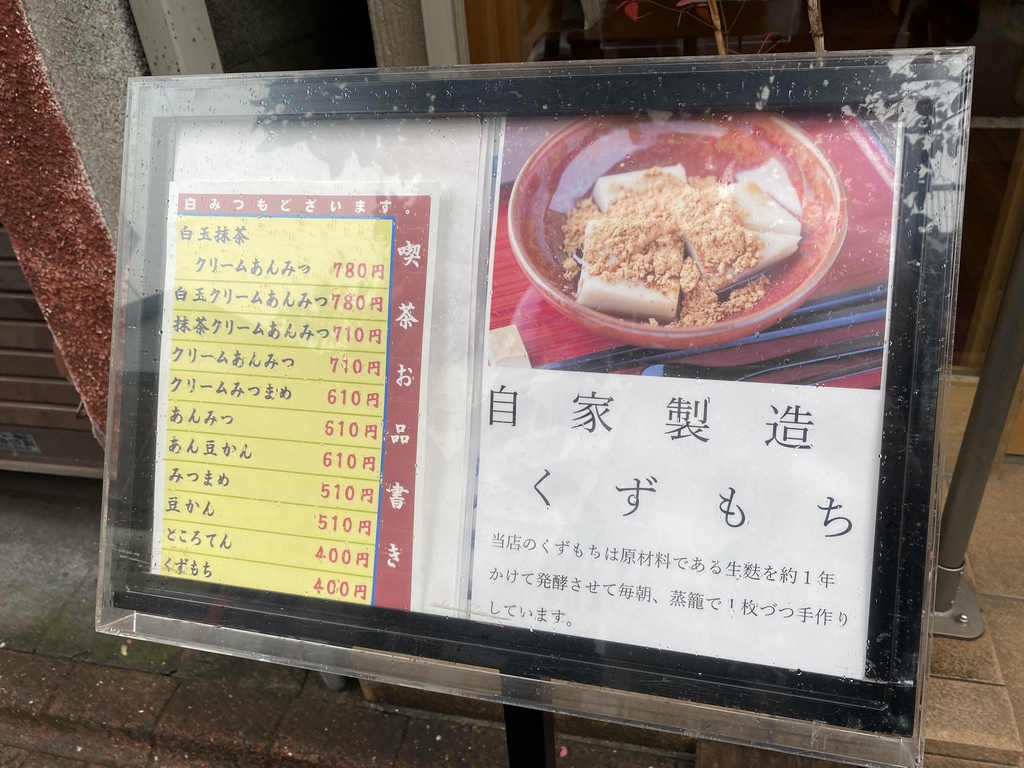 白みつもございます。
喫茶お品書き
白玉抹茶
クリームあんみつ 780円
白玉クリームあんみつ 780円
抹茶クリームあんみつ 710円
クリームあんみつ 710円
クリームみつまめ 610円
あんみつ 610円
あん豆かん 610円
みつまめ 510円
豆かん 510円
ところてん 400円
くずもち 400円
自家製造
くずもち
当店のくずもちは原材料である生麩を約1年
かけて発酵させて毎朝、蒸籠で1枚づつ手作り
しています。